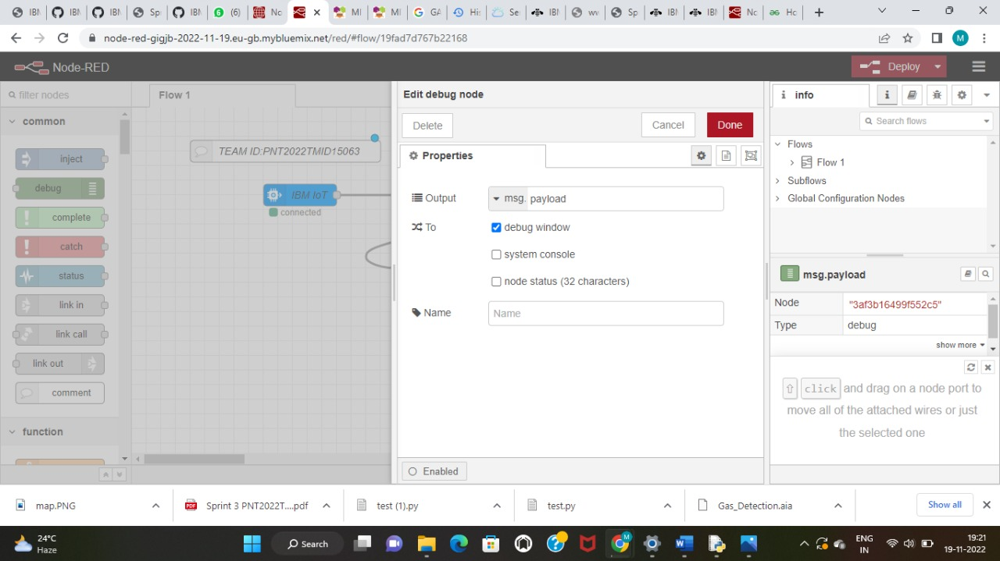 IBM
IBM
IBM
Sp
IBM
(6)
No
MI
MI
GA
His
Se
IBM
wv
Sp
IBM
IBM
No
Ho
node-red-gigjb-2022-11-19.eu-gb.mybluemix.net/red/#flow/19fad7d767b22168
M
Node-RED
Deploy
filter nodes
Flow 1
Edit debug node
i info
i
common
Delete
Cancel
Done
Search flows
TEAM ID:PNT2022TMID15063
Properties
Flows
inject
Flow 1
debug
IBM IoT
Output
msg. payload
Subflows
connected
Global Configuration Nodes
complete
To
debug window
catch
system console
status
node status (32 characters)
msg.payload
link in
Name
Name
Node
"3af3b16499f552c5"
link call
Type
debug
show more
link out
comment
click and drag on a node port to
move all of the attached wires or just
the selected one
function
Enabled
map.PNG
PDF
Sprint 3 PNT2022T....pdf
test (1).py
test.py
Gas_Detection.aia
Show all
24°C
Haze
Search
M
ENG
IN
19:21
19-11-2022